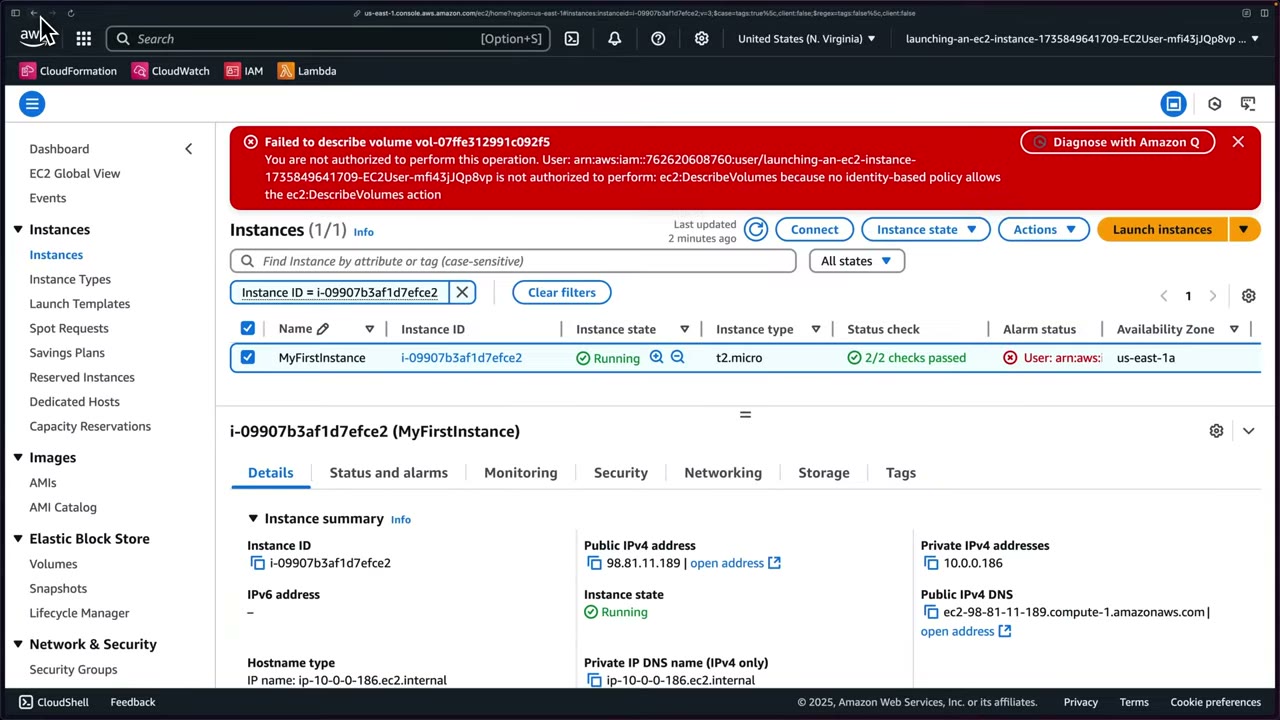 us-east-1.console.aws.amazon.com/ec2/home?region=us-east-1#Instances:instanceId=i-09907b3af1d7efce2;v=3;$case=tags:true%5c,client:false;$regex=tags:false%5c,client:false
aws
Search [Option+S]
United States (N. Virginia)
launching-an-ec2-instance-1735849641709-EC2User-mfi43jJQp8vp ...
CloudFormation
CloudWatch
IAM
Lambda
Dashboard
EC2 Global View
Events
Instances
Instances
Instance Types
Launch Templates
Spot Requests
Savings Plans
Reserved Instances
Dedicated Hosts
Capacity Reservations
Images
AMIs
AMI Catalog
Elastic Block Store
Volumes
Snapshots
Lifecycle Manager
Network & Security
Security Groups
Failed to describe volume vol-07ffe312991c092f5
You are not authorized to perform this operation. User: arn:aws:iam::762620608760:user/launching-an-ec2-instance-
1735849641709-EC2User-mfi43jJQp8vp is not authorized to perform: ec2:DescribeVolumes because no identity-based policy allows
the ec2:DescribeVolumes action
Diagnose with Amazon Q
Instances (1/1) Info
Last updated
2 minutes ago
Connect
Instance state
Actions
Launch instances
Find Instance by attribute or tag (case-sensitive)
All states
Instance ID = i-09907b3af1d7efce2
Clear filters
1
Name Instance ID Instance state Instance type Status check Alarm status Availability Zone
MyFirstInstance i-09907b3af1d7efce2 Running t2.micro 2/2 checks passed User: arn:aws:i us-east-1a
i-09907b3af1d7efce2 (MyFirstInstance)
Details Status and alarms Monitoring Security Networking Storage Tags
Instance summary Info
Instance ID
i-09907b3af1d7efce2
Public IPv4 address
98.81.11.189 | open address
Private IPv4 addresses
10.0.0.186
IPv6 address
–
Instance state
Running
Public IPv4 DNS
ec2-98-81-11-189.compute-1.amazonaws.com |
open address
Hostname type
IP name: ip-10-0-0-186.ec2.internal
Private IP DNS name (IPv4 only)
ip-10-0-0-186.ec2.internal
CloudShell
Feedback
© 2025, Amazon Web Services, Inc. or its affiliates.
Privacy
Terms
Cookie preferences